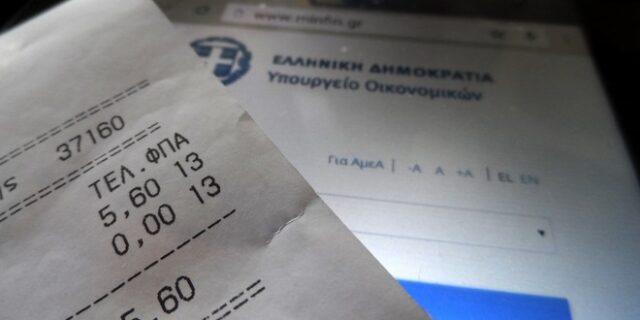 www.minfin.gr
ΕΛΛΗΝΙΚΗ ΔΗΜΟΚΡΑΤΙΑ
Υπουργείο Οικονομικών
Για ΑμεΑ | -A A +A | EL EN
/s 37160
ΤΕΛ.ΦΠΑ
5,60 13
0,00 13
5,60